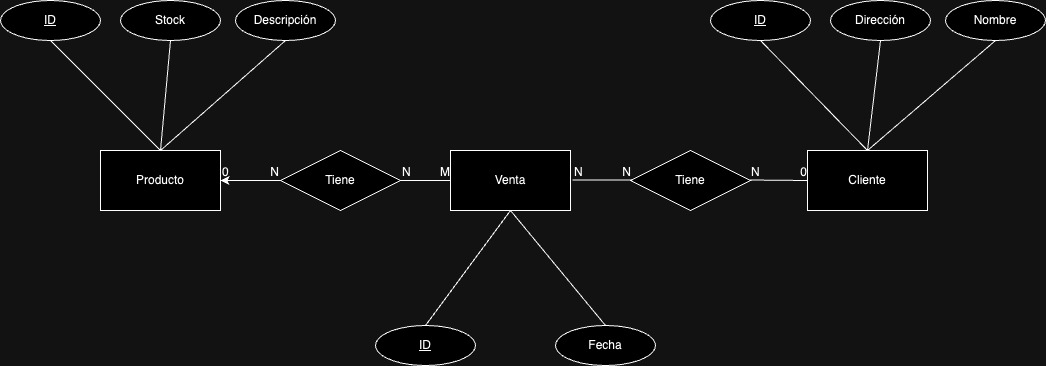 ID
Stock
Descripción
ID
Dirección
Nombre
0
N
N
M
N
N
N
0
Producto
Tiene
Venta
Tiene
Cliente
ID
Fecha